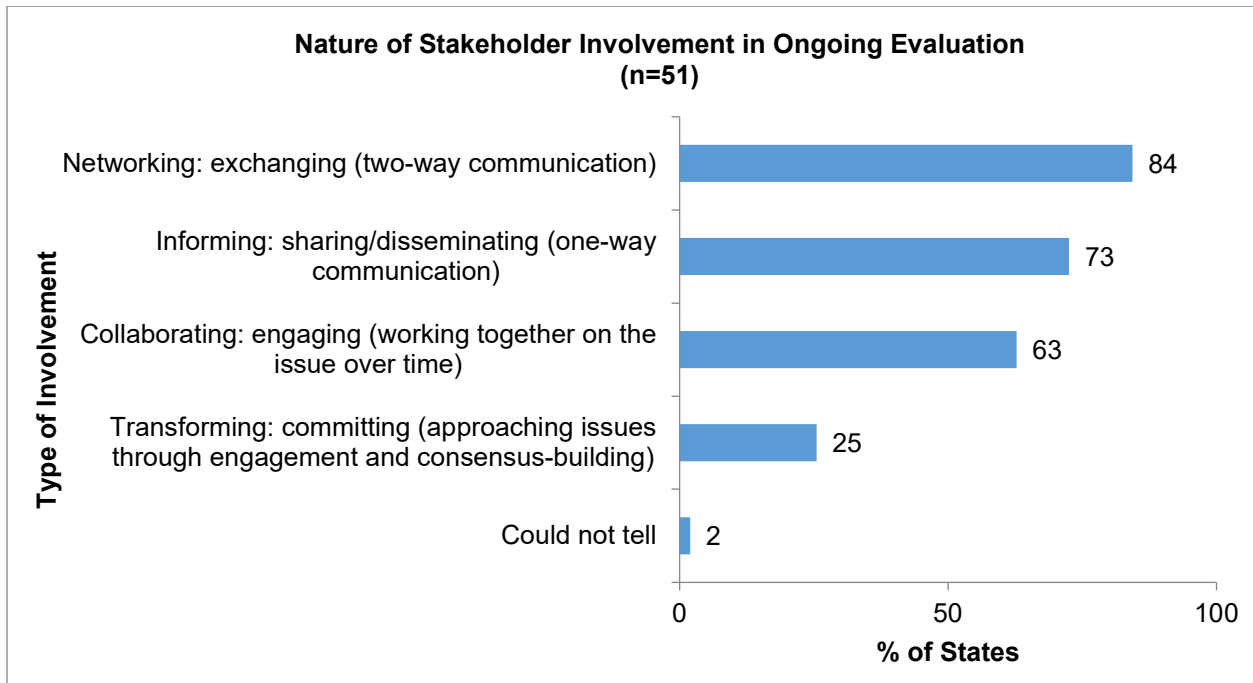 Nature of Stakeholder Involvement in Ongoing Evaluation
(n=51)
Type of Involvement
Networking: exchanging (two-way communication)
84
Informing: sharing/disseminating (one-way
communication)
73
Collaborating: engaging (working together on the
issue over time)
63
Transforming: committing (approaching issues
through engagement and consensus-building)
25
Could not tell
2
0
50
100
% of States